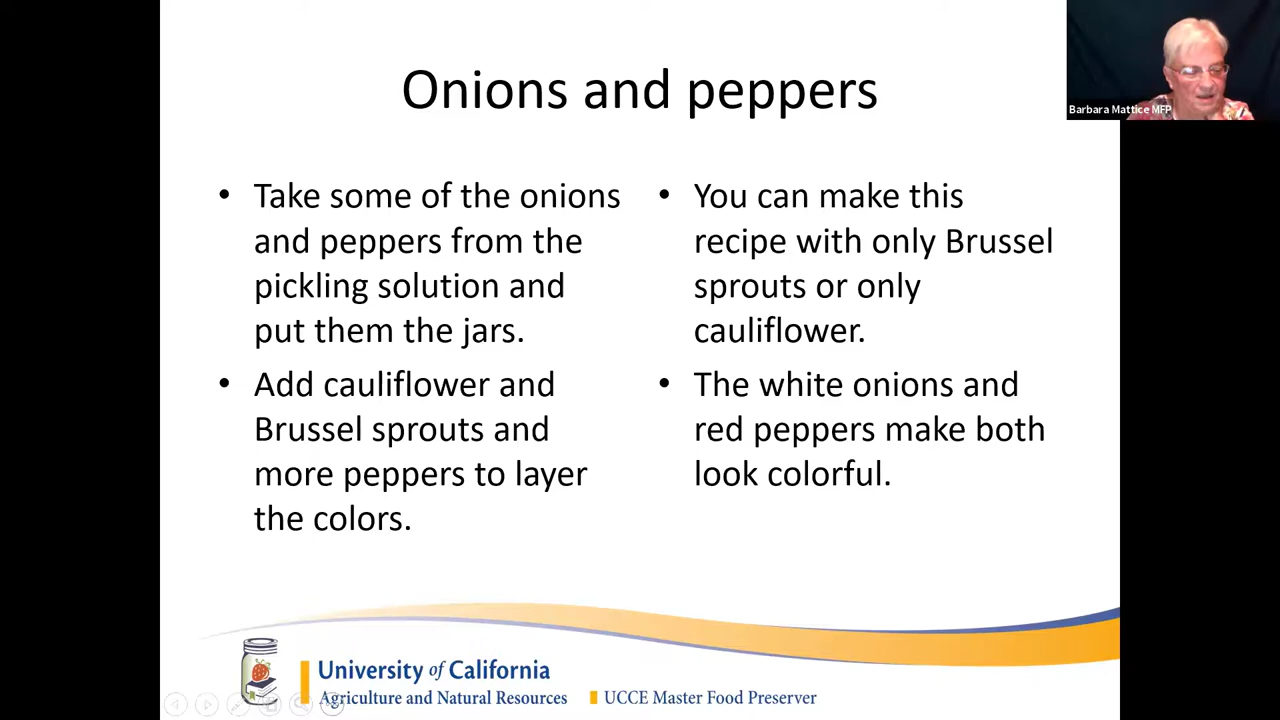 Onions and peppers
Barbara Mattice MFP
• Take some of the onions
and peppers from the
pickling solution and
put them the jars.
• Add cauliflower and
Brussel sprouts and
more peppers to layer
the colors.
• You can make this
recipe with only Brussel
sprouts or only
cauliflower.
• The white onions and
red peppers make both
look colorful.
University of California
Agriculture and Natural Resources
UCCE Master Food Preserver